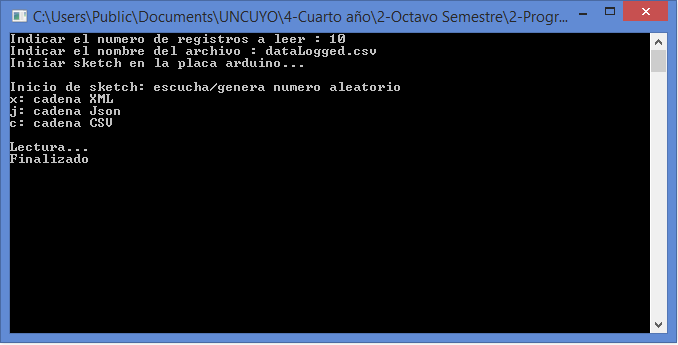 C:\Users\Public\Documents\UNCUYO\4-Cuarto año\2-Octavo Semestre\2-Progr...
Indicar el numero de registros a leer : 10
Indicar el nombre del archivo : dataLogged.csv
Iniciar sketch en la placa arduino...
Inicio de sketch: escucha/genera numero aleatorio
x: cadena XML
j: cadena Json
c: cadena CSV
Lectura...
Finalizado